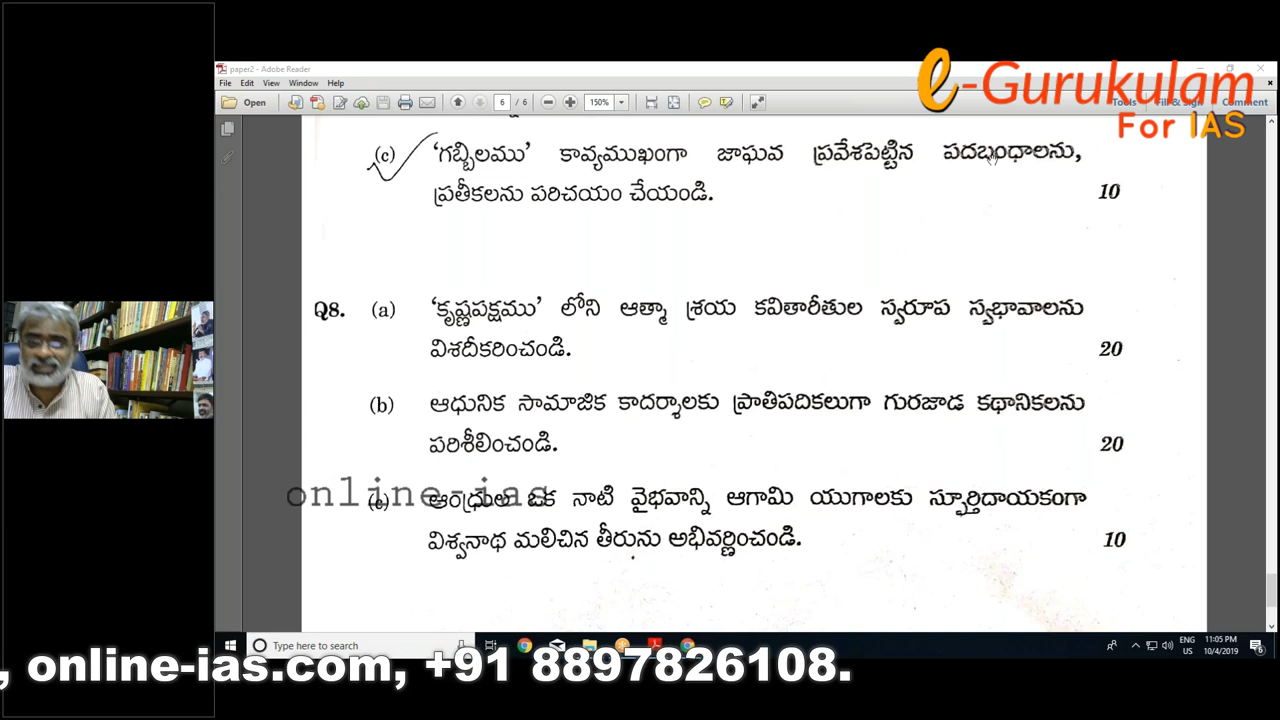 e-Gurukulam
For IAS
paper2 - Adobe Reader
File Edit View Window Help
Open 6 / 6 150% Tools Fill & Sign Comment
(c) 'గబ్బిలము' కావ్యముఖంగా జాషువ ప్రవేశపెట్టిన పదబంధాలను,
ప్రతీకలను పరిచయం చేయండి. 10
Q8. (a) 'కృష్ణపక్షము' లోని ఆత్మా శ్రయ కవితారీతుల స్వరూప స్వభావాలను
విశదీకరించండి. 20
(b) ఆధునిక సామాజిక కాదర్శాలకు ప్రాతిపదికలుగా గురజాడ కథానికలను
పరిశీలించండి. 20
online-ias
(c) ఆంధ్రుల ఒక నాటి వైభవాన్ని ఆగామి యుగాలకు స్ఫూర్తిదాయకంగా
విశ్వనాథ మలిచిన తీరును అభివర్ణించండి. 10
Type here to search
ENG 11:05 PM
US 10/4/2019
, online-ias.com, +91 8897826108.